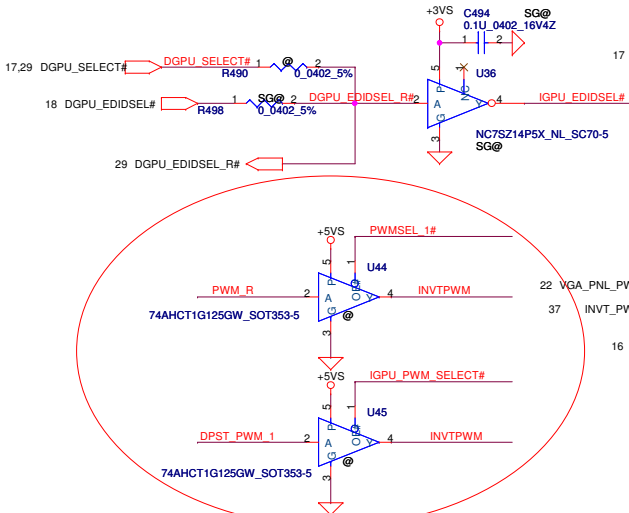 +3VS
C494 SG@
0.1U_0402_16V4Z
1 2
17
17,29 DGPU_SELECT# DGPU_SELECT# 1 @ 2
R490 0_0402_5%
5 U36
P NC
18 DGPU_EDIDSEL# 1 SG@ 2 DGPU_EDIDSEL_R# 2 A Y 4 IGPU_EDIDSEL#
R498 0_0402_5%
G
3
NC7SZ14P5X_NL_SC70-5
SG@
29 DGPU_EDIDSEL_R#
+5VS PWMSEL_1#
5 1 U44
P OE#
PWM_R 2 A Y 4 INVTPWM
G
74AHCT1G125GW_SOT353-5 @
3
22 VGA_PNL_PW
37 INVT_PW
16
+5VS IGPU_PWM_SELECT#
5 1 U45
P OE#
DPST_PWM_1 2 A Y 4 INVTPWM
G
74AHCT1G125GW_SOT353-5 @
3